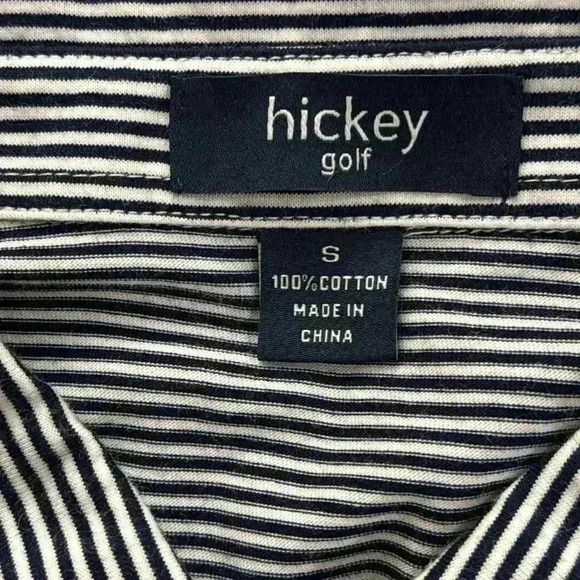 hickey
golf
S
100%COTTON
MADE IN
CHINA